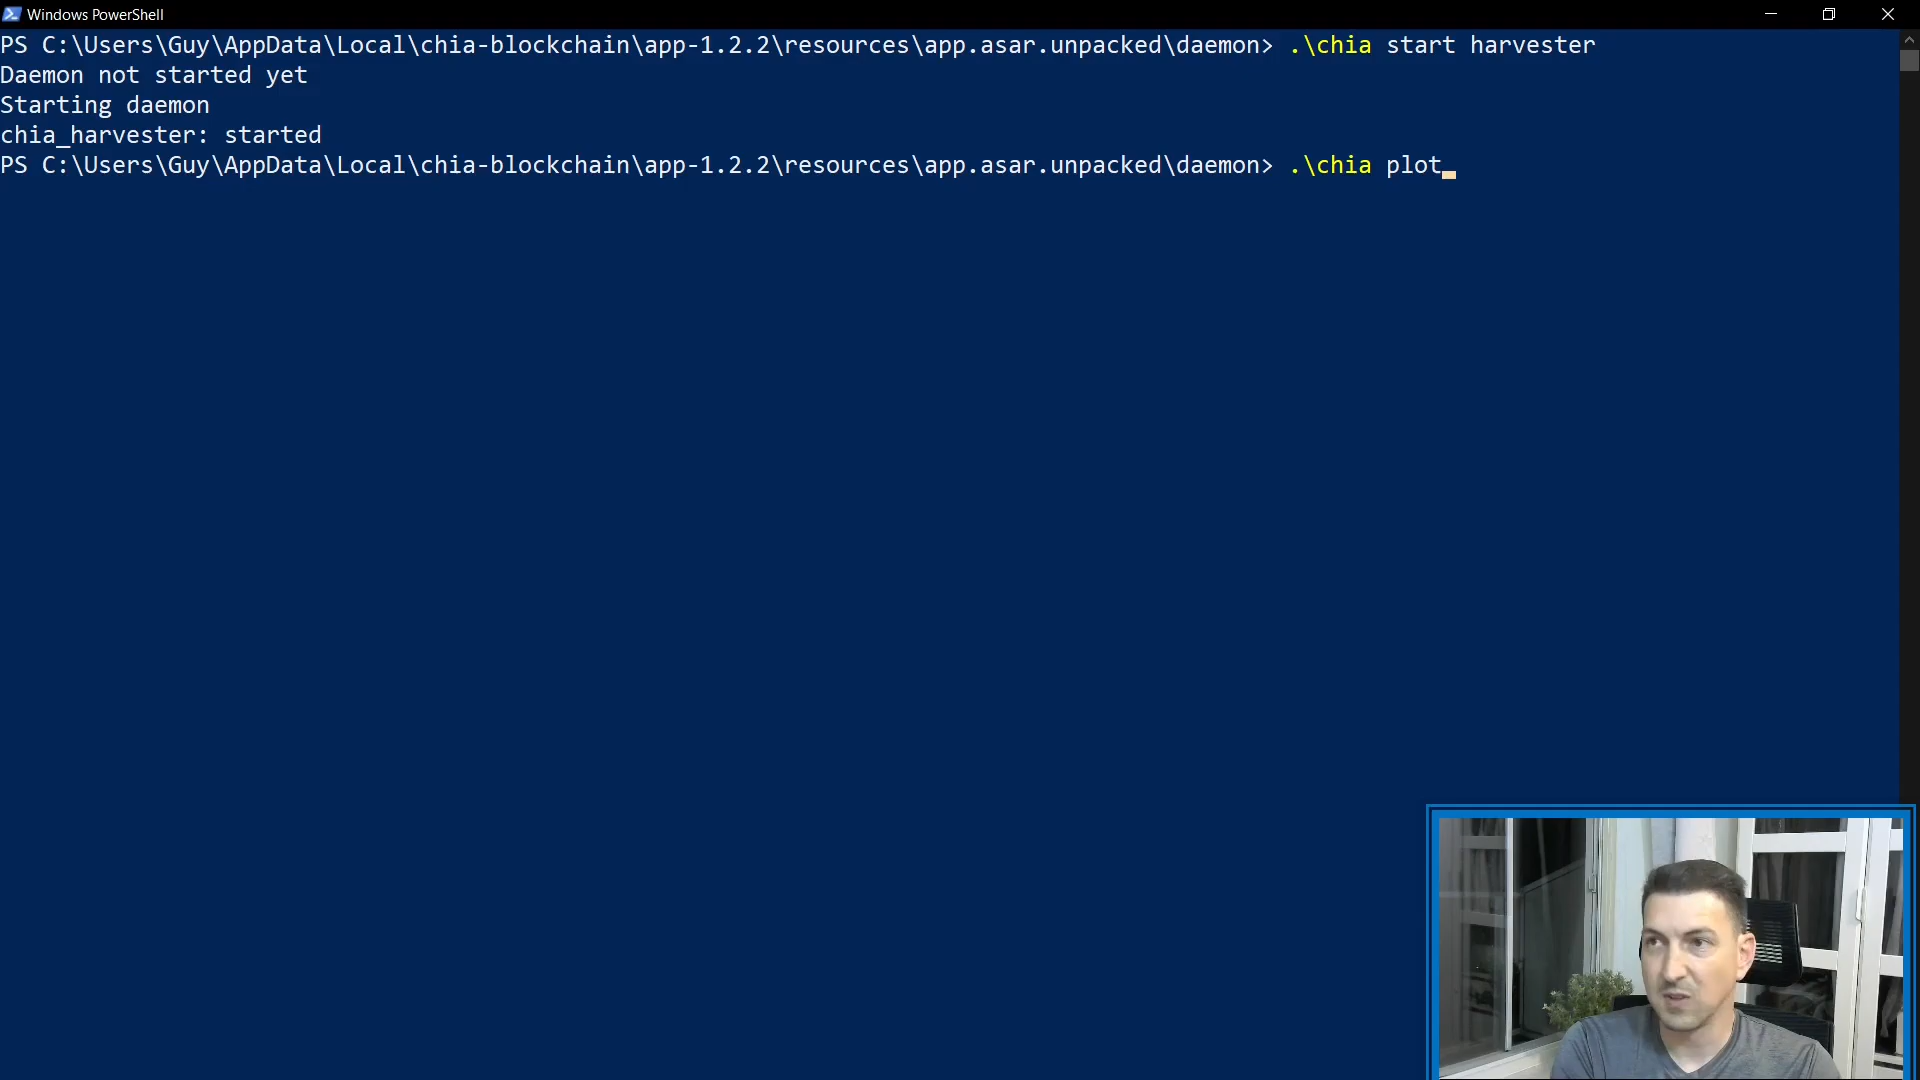 Windows PowerShell
PS C:\Users\Guy\AppData\Local\chia-blockchain\app-1.2.2\resources\app.asar.unpacked\daemon> .\chia start harvester
Daemon not started yet
Starting daemon
chia_harvester: started
PS C:\Users\Guy\AppData\Local\chia-blockchain\app-1.2.2\resources\app.asar.unpacked\daemon> .\chia plot